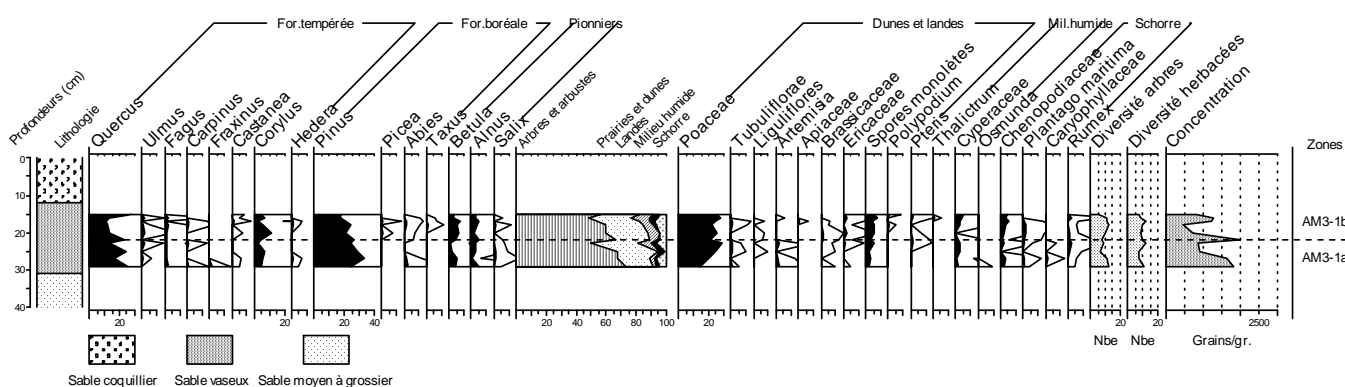 For.tempérée For.boréale Pionniers Dunes et landes Mil.humide Schorre
Profondeurs (cm)
Lithologie
Quercus
Ulmus
Fagus
Carpinus
Fraxinus
Castanea
Corylus
Hedera
Pinus
Picea
Abies
Taxus
Betula
Alnus
Salix
Arbres et arbustes
Prairies et dunes
Landes
Milieu humide
Schorre
Poaceae
Tubuliflorae
Liguliflores
Artemisia
Apiaceae
Brassicaceae
Ericaceae
Spores monolètes
Polypodium
Pteris
Thalictrum
Cyperaceae
Osmunda
Chenopodiaceae
Plantago maritima
Caryophyllaceae
Rumex
Diversité arbres
Diversité herbacées
Concentration
Zones
0
10
20
30
40
AM3-1b
AM3-1a
20 20 20 40 20 40 60 80 100 20 20 20 2500
Nbe Nbe Grains/gr.
Sable coquillier Sable vaseux Sable moyen à grossier